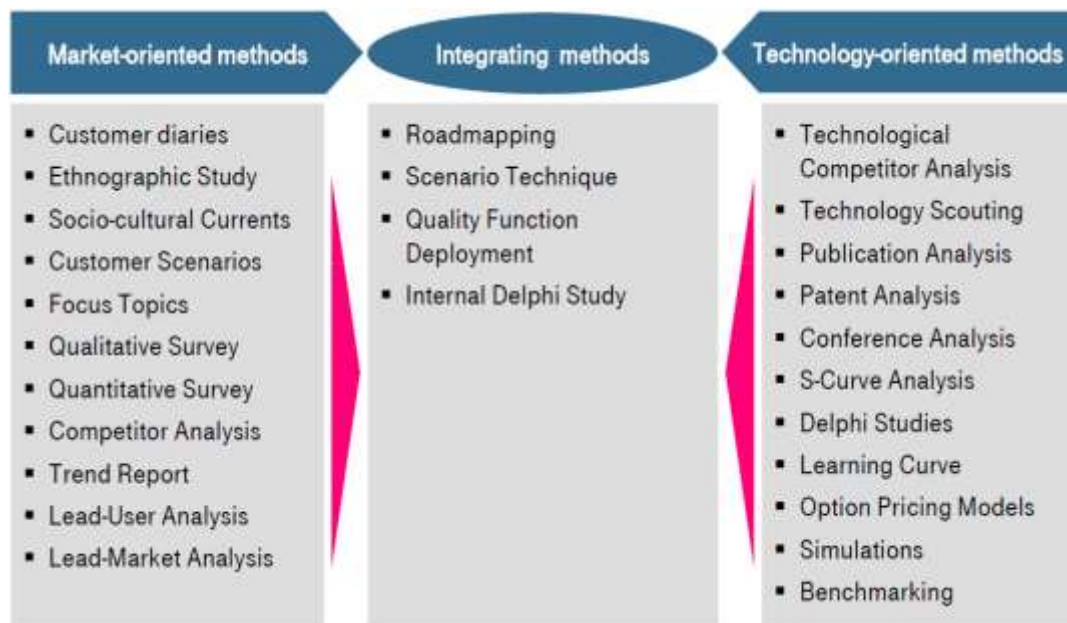 Market-oriented methods
Customer diaries
Ethnographic Study
Socio-cultural Currents
Customer Scenarios
Focus Topics
Qualitative Survey
Quantitative Survey
Competitor Analysis
Trend Report
Lead-User Analysis
Lead-Market Analysis
Integrating methods
Roadmapping
Scenario Technique
Quality Function
Deployment
Internal Delphi Study
Technology-oriented methods
Technological
Competitor Analysis
Technology Scouting
Publication Analysis
Patent Analysis
Conference Analysis
S-Curve Analysis
Delphi Studies
Learning Curve
Option Pricing Models
Simulations
Benchmarking